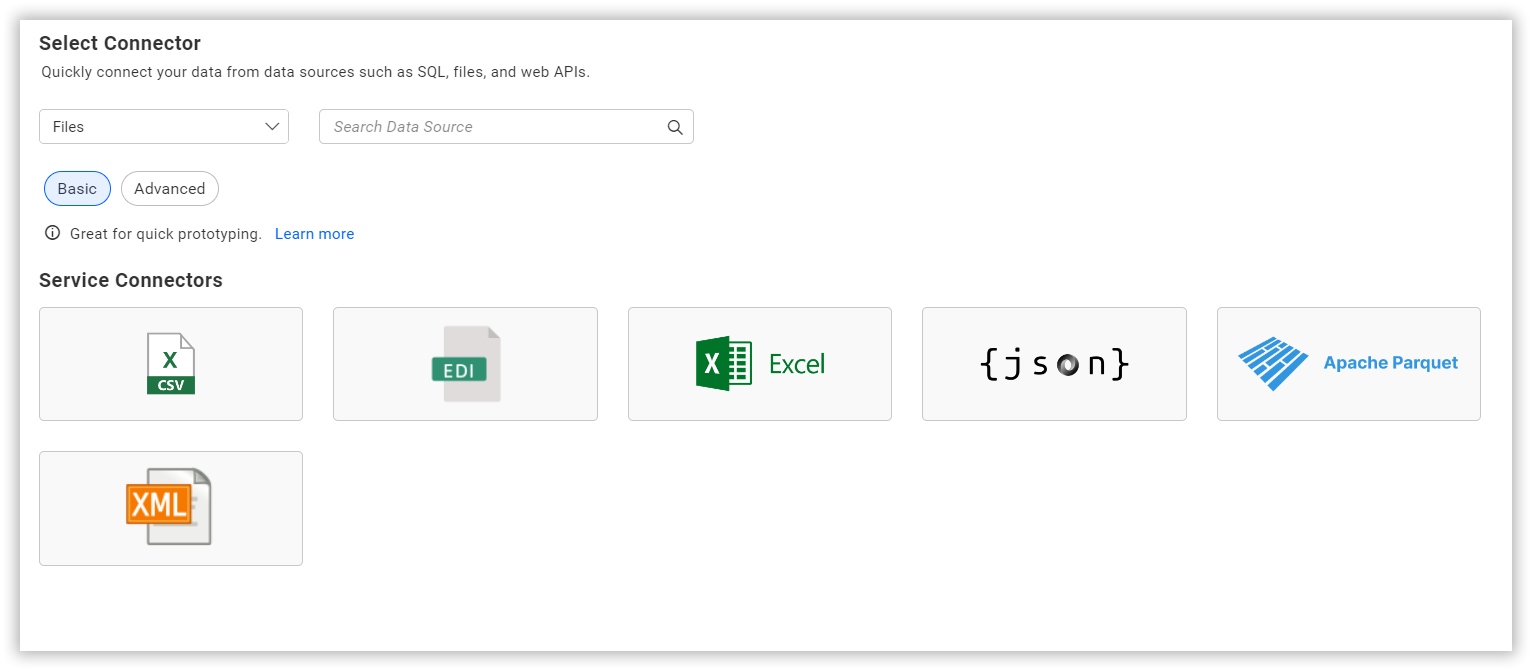 Select Connector
Quickly connect your data from data sources such as SQL, files, and web APIs.
Files
Search Data Source
Basic
Advanced
Great for quick prototyping. Learn more
Service Connectors
X
CSV
EDI
X Excel
{json}
Apache Parquet
XML